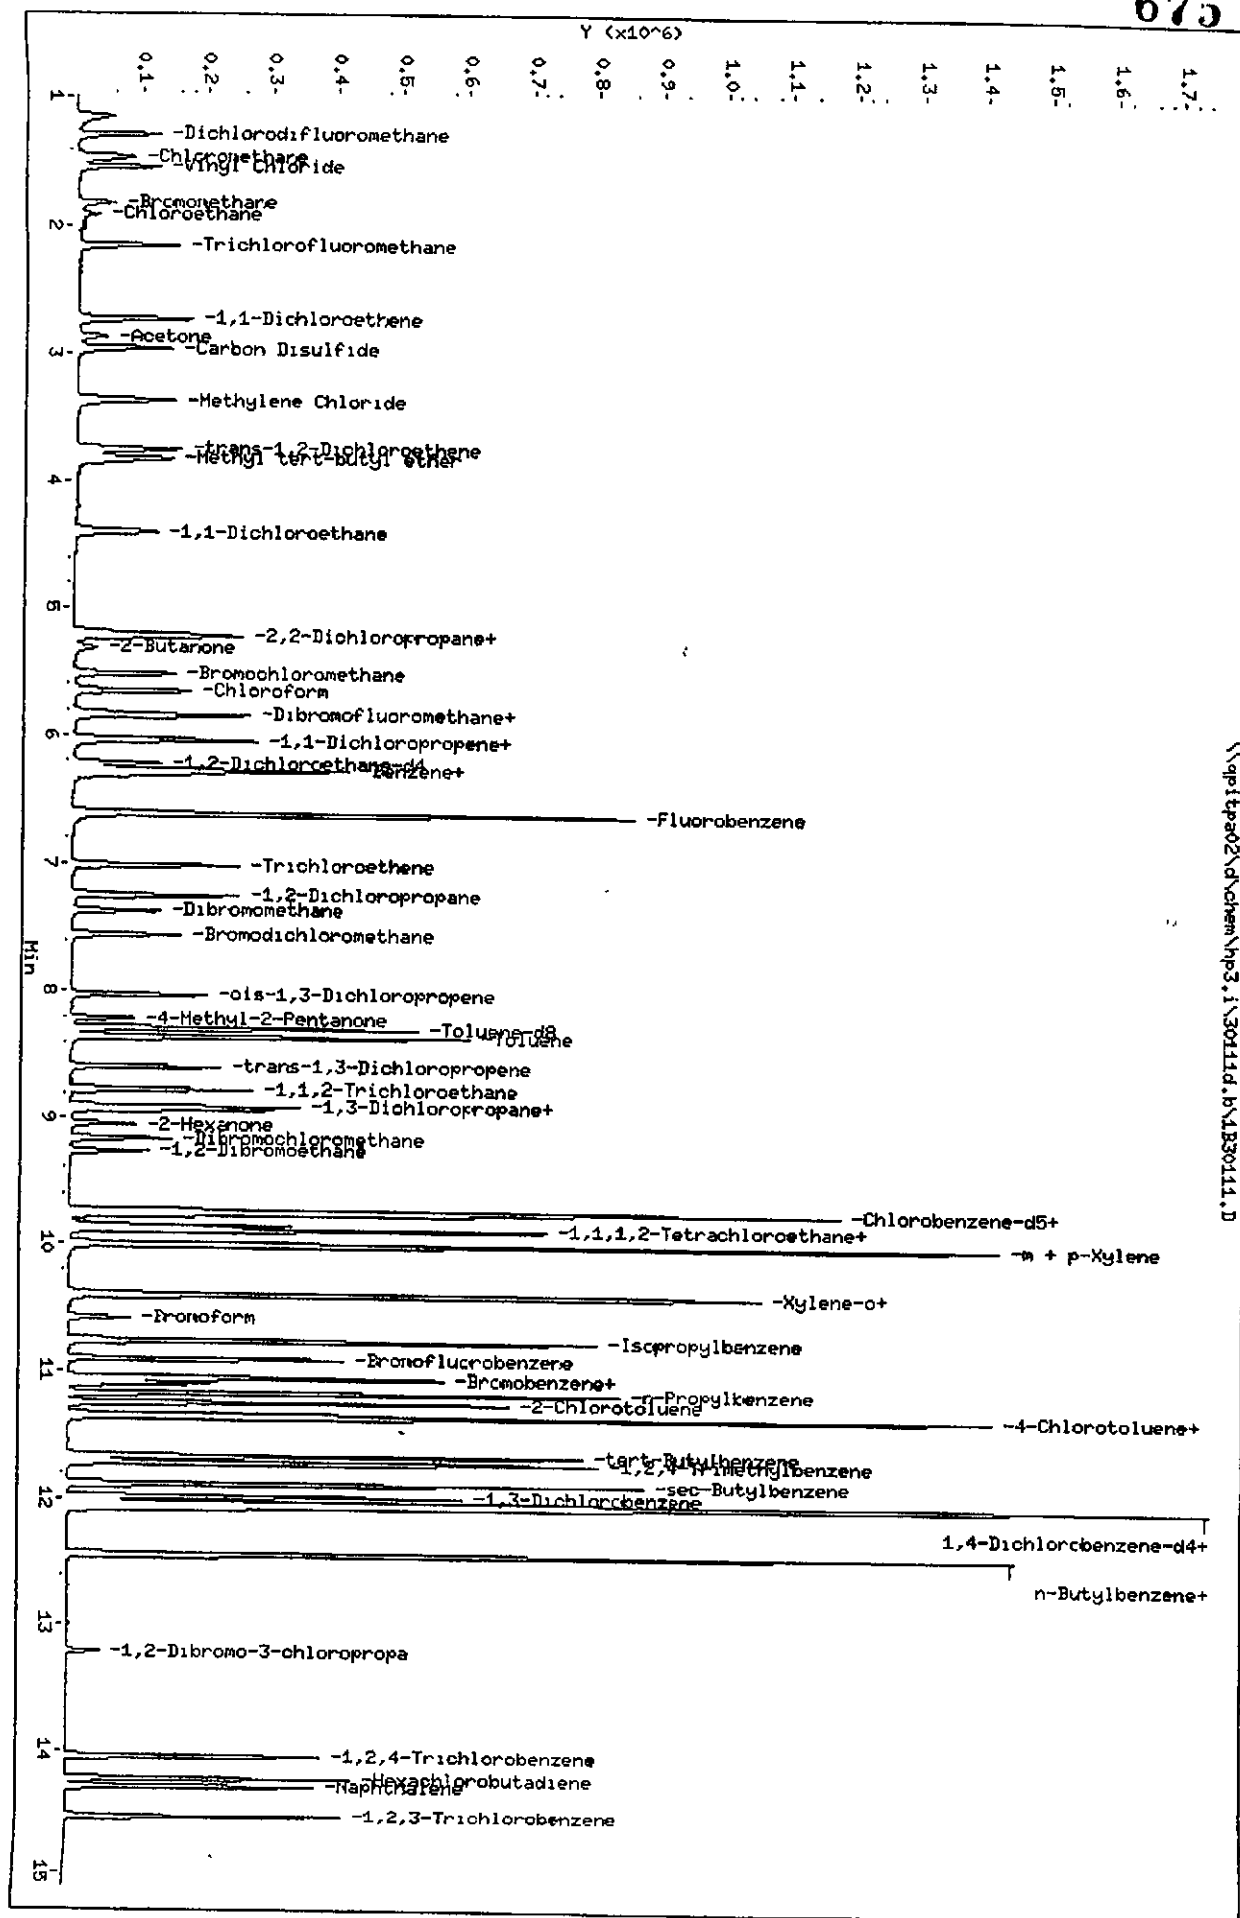 675
Y (x10^6)
0.1-
0.2-
0.3-
0.4-
0.5-
0.6-
0.7-
0.8-
0.9-
1.0-
1.1-
1.2-
1.3-
1.4-
1.5-
1.6-
1.7-
1
-Dichlorodifluoromethane
-Chloromethane
-Vinyl Chloride
-Bromomethane
-Chloroethane
2
-Trichlorofluoromethane
-1,1-Dichloroethene
-Acetone
-Carbon Disulfide
3
-Methylene Chloride
-trans-1,2-Dichloroethene
-Methyl tert-butyl ether
4
-1,1-Dichloroethane
5
-2,2-Dichloropropane+
-2-Butanone
-Bromochloromethane
-Chloroform
-Dibromofluoromethane+
6
-1,1-Dichloropropene+
-1,2-Dichloroethane-d4
-Benzene+
-Fluorobenzene
7
-Trichloroethene
-1,2-Dichloropropane
-Dibromomethane
-Bromodichloromethane
Min
8
-cis-1,3-Dichloropropene
-4-Methyl-2-Pentanone
-Toluene-d8
-Toluene
-trans-1,3-Dichloropropene
-1,1,2-Trichloroethane
-1,3-Dichloropropane+
9
-2-Hexanone
-Dibromochloromethane
-1,2-Dibromoethane
-Chlorobenzene-d5+
10
-1,1,1,2-Tetrachloroethane+
-m + p-Xylene
-Xylene-o+
-Bromoform
-Isopropylbenzene
11
-Bromofluorobenzene
-Bromobenzene+
-n-Propylbenzene
-2-Chlorotoluene
-4-Chlorotoluene+
-tert-Butylbenzene
-1,2,4-Trimethylbenzene
-sec-Butylbenzene
12
-1,3-Dichlorobenzene
1,4-Dichlorobenzene-d4+
n-Butylbenzene+
13
-1,2-Dibromo-3-chloropropa
14
-1,2,4-Trichlorobenzene
-Hexachlorobutadiene
-Naphthalene
-1,2,3-Trichlorobenzene
15
\\qpitpa02\d\chem\hp3.i\30111d.b\1B30111.D